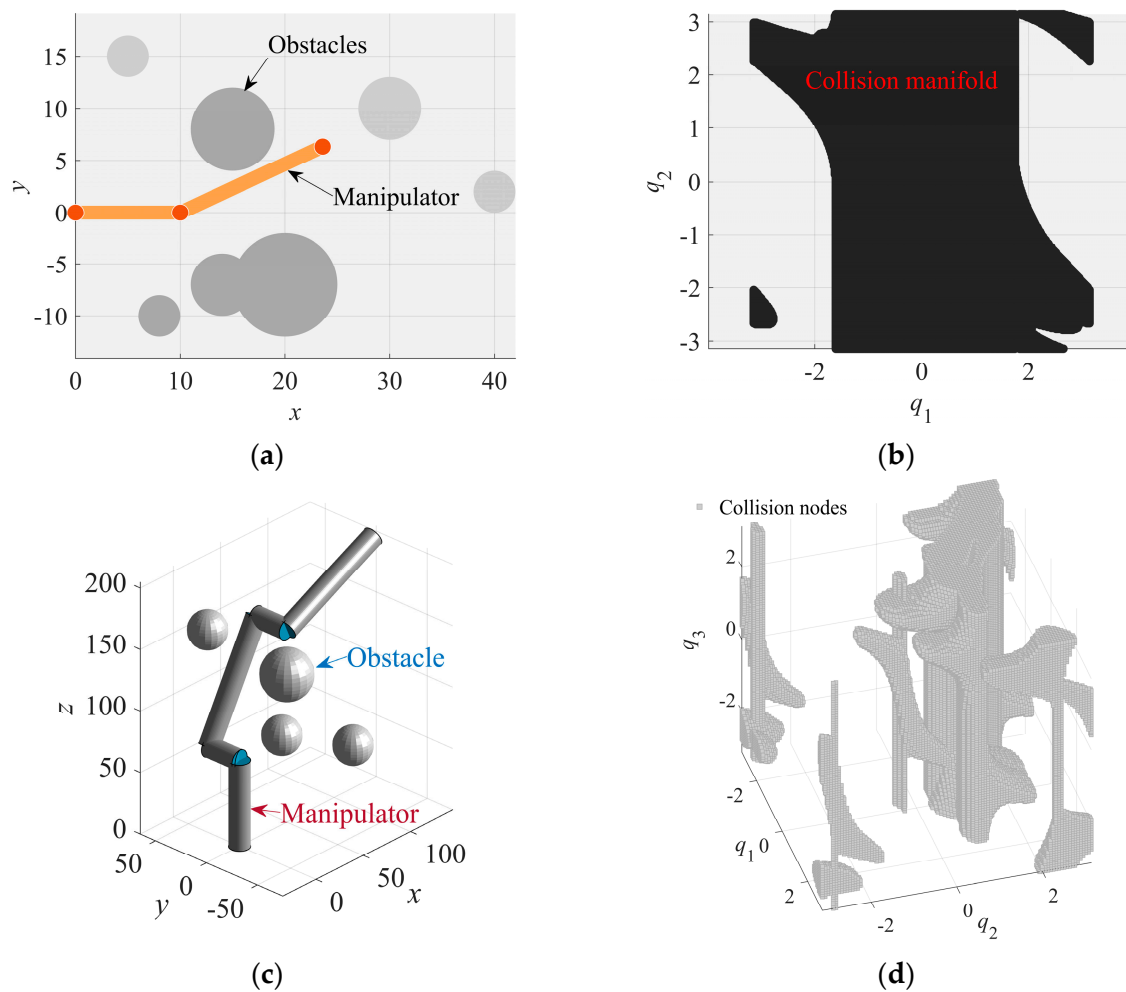 Obstacles
Manipulator
15
10
5
0
-5
-10
y
0 10 20 30 40
x
(a)
Collision manifold
3
2
1
0
-1
-2
-3
q2
-2 0 2
q1
(b)
Obstacle
Manipulator
200
150
100
50
0
z
50 0 -50
y
0 50 100
x
(c)
Collision nodes
2
0
-2
q3
-2
q1 0
2
-2 0 2
q2
(d)